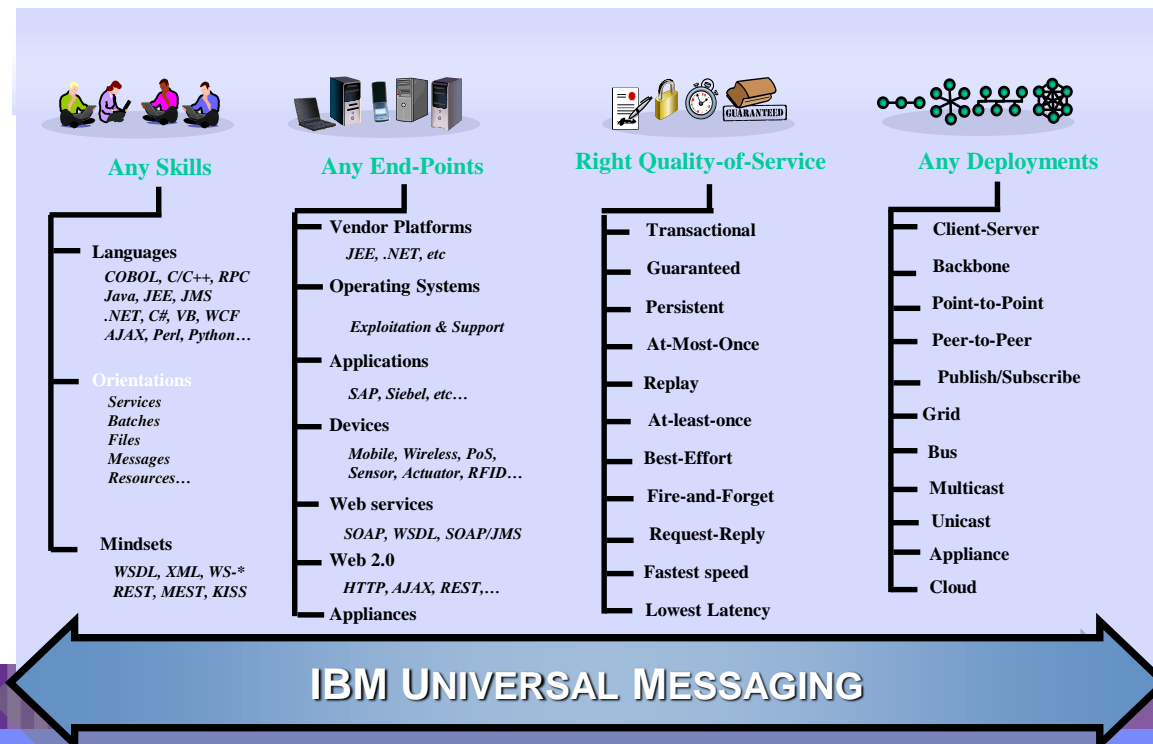 GUARANTEED
Any Skills
Languages
COBOL, C/C++, RPC
Java, JEE, JMS
.NET, C#, VB, WCF
AJAX, Perl, Python…
Orientations
Services
Batches
Files
Messages
Resources…
Mindsets
WSDL, XML, WS-*
REST, MEST, KISS
Any End-Points
Vendor Platforms
JEE, .NET, etc
Operating Systems
Exploitation & Support
Applications
SAP, Siebel, etc…
Devices
Mobile, Wireless, PoS,
Sensor, Actuator, RFID…
Web services
SOAP, WSDL, SOAP/JMS
Web 2.0
HTTP, AJAX, REST,…
Appliances
Right Quality-of-Service
Transactional
Guaranteed
Persistent
At-Most-Once
Replay
At-least-once
Best-Effort
Fire-and-Forget
Request-Reply
Fastest speed
Lowest Latency
Any Deployments
Client-Server
Backbone
Point-to-Point
Peer-to-Peer
Publish/Subscribe
Grid
Bus
Multicast
Unicast
Appliance
Cloud
IBM UNIVERSAL MESSAGING